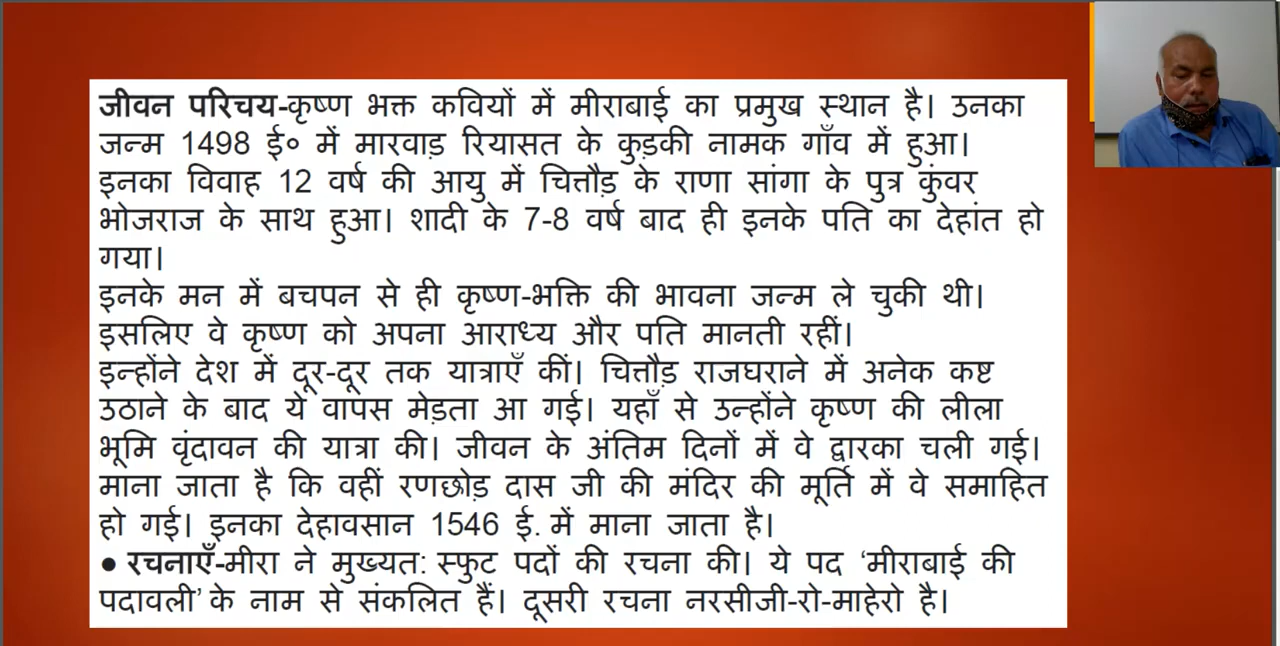 जीवन परिचय-कृष्ण भक्त कवियों में मीराबाई का प्रमुख स्थान है। उनका
जन्म 1498 ई० में मारवाड़ रियासत के कुड़की नामक गाँव में हुआ।
इनका विवाह 12 वर्ष की आयु में चित्तौड़ के राणा सांगा के पुत्र कुंवर
भोजराज के साथ हुआ। शादी के 7-8 वर्ष बाद ही इनके पति का देहांत हो
गया।
इनके मन में बचपन से ही कृष्ण-भक्ति की भावना जन्म ले चुकी थी।
इसलिए वे कृष्ण को अपना आराध्य और पति मानती रहीं।
इन्होंने देश में दूर-दूर तक यात्राएँ कीं। चित्तौड़ राजघराने में अनेक कष्ट
उठाने के बाद ये वापस मेड़ता आ गई। यहाँ से उन्होंने कृष्ण की लीला
भूमि वृंदावन की यात्रा की। जीवन के अंतिम दिनों में वे द्वारका चली गई।
माना जाता है कि वहीं रणछोड़ दास जी की मंदिर की मूर्ति में वे समाहित
हो गई। इनका देहावसान 1546 ई. में माना जाता है।
● रचनाएँ-मीरा ने मुख्यत: स्फुट पदों की रचना की। ये पद ‘मीराबाई की
पदावली’ के नाम से संकलित हैं। दूसरी रचना नरसीजी-रो-माहेरो है।